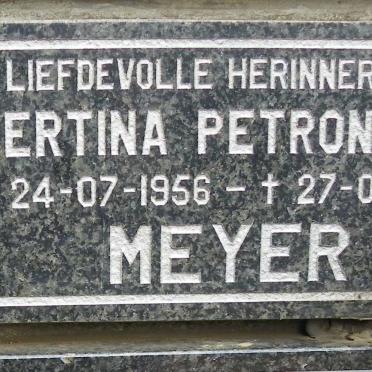 LIEFDEVOLLE HERINNER
ERTINA PETRON
24-07-1956 – † 27-0
MEYER